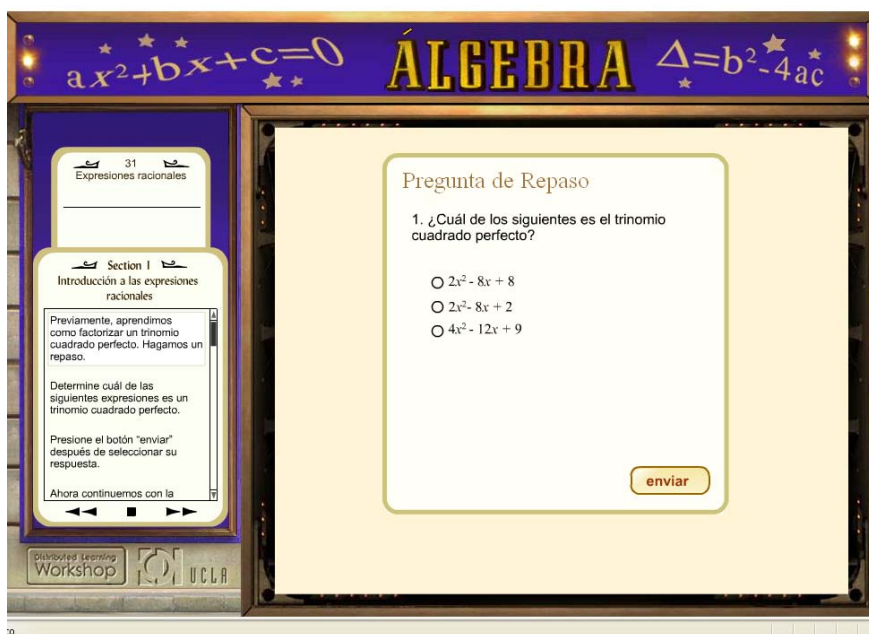 ax²+bx+c=0
ÁLGEBRA
Δ=b²-4ac
31
Expresiones racionales
Section 1
Introducción a las expresiones
racionales
Previamente, aprendimos
como factorizar un trinomio
cuadrado perfecto. Hagamos un
repaso.
Determine cuál de las
siguientes expresiones es un
trinomio cuadrado perfecto.
Presione el botón "enviar"
después de seleccionar su
respuesta.
Ahora continuemos con la
Pregunta de Repaso
1. ¿Cuál de los siguientes es el trinomio
cuadrado perfecto?
2x² - 8x + 8
2x² - 8x + 2
4x² - 12x + 9
enviar
Distributed Learning
Workshop
UCLA